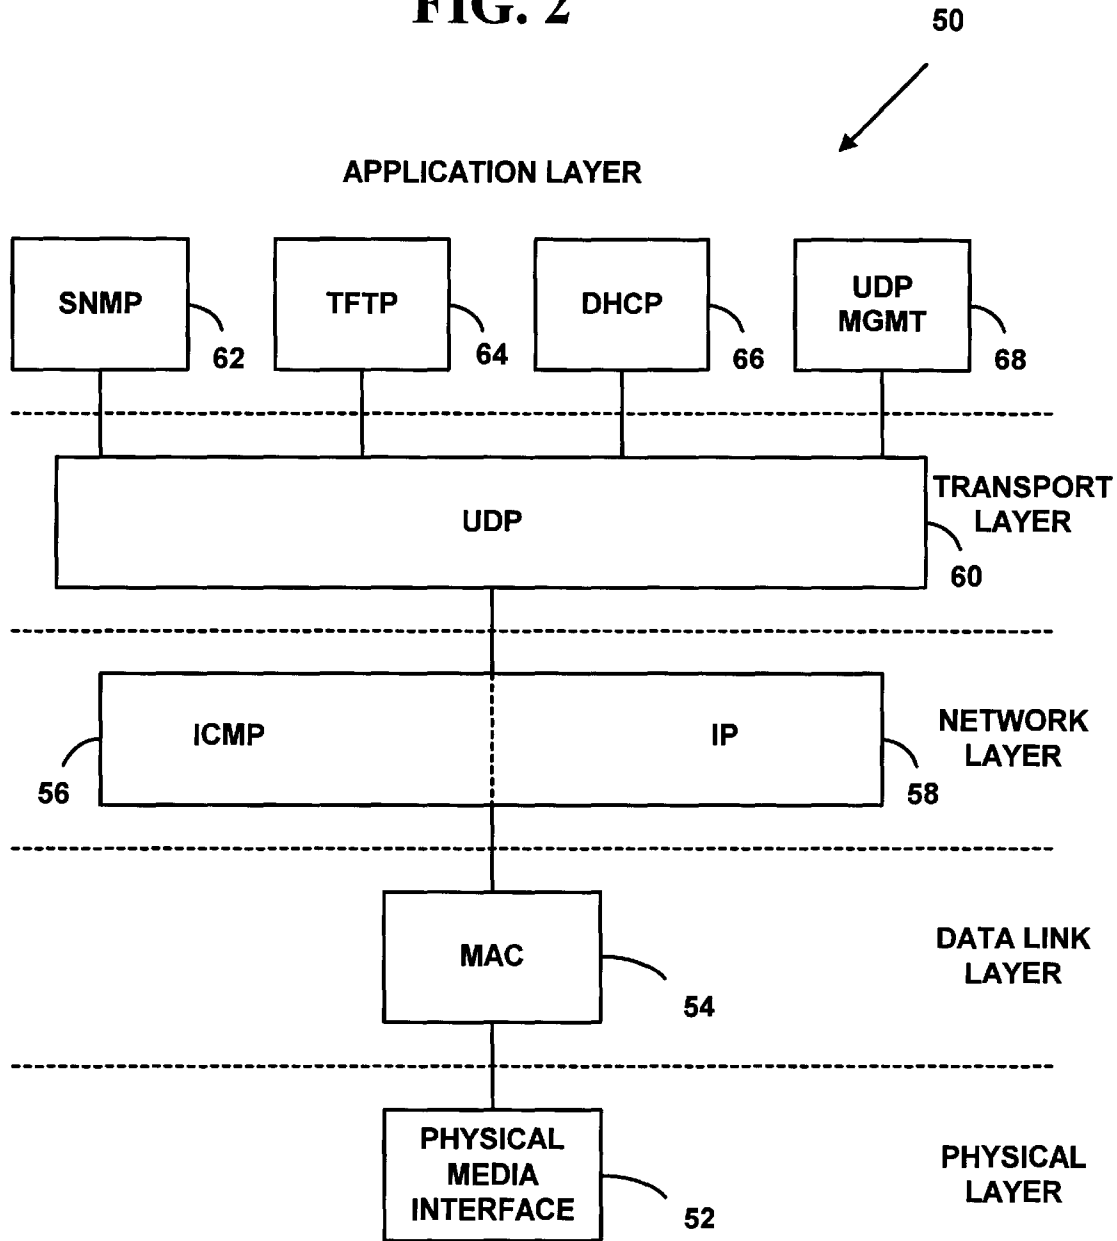 FIG. 2
50
APPLICATION LAYER
SNMP
62
TFTP
64
DHCP
66
UDP
MGMT
68
UDP
TRANSPORT
LAYER
60
ICMP
56
IP
58
NETWORK
LAYER
MAC
54
DATA LINK
LAYER
PHYSICAL
MEDIA
INTERFACE
52
PHYSICAL
LAYER